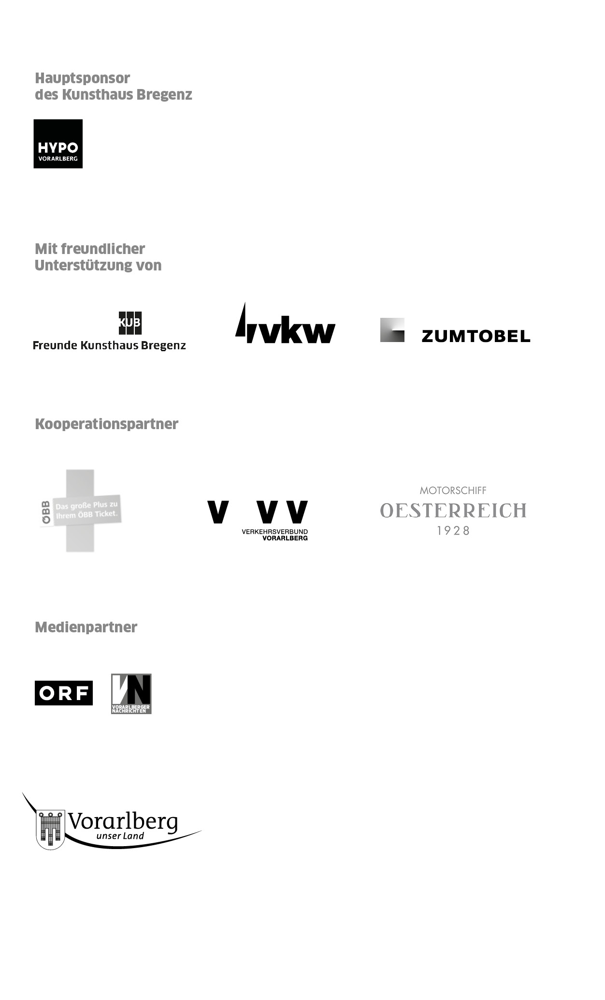 Hauptsponsor
des Kunsthaus Bregenz
HYPO
VORARLBERG
Mit freundlicher
Unterstützung von
KUB
Freunde Kunsthaus Bregenz
vkw
ZUMTOBEL
Kooperationspartner
ÖBB
Das große Plus zu
Ihrem ÖBB Ticket.
V VV
VERKEHRSVERBUND
VORARLBERG
MOTORSCHIFF
OESTERREICH
1928
Medienpartner
ORF
VN
VORARLBERGER
NACHRICHTEN
Vorarlberg
unser Land